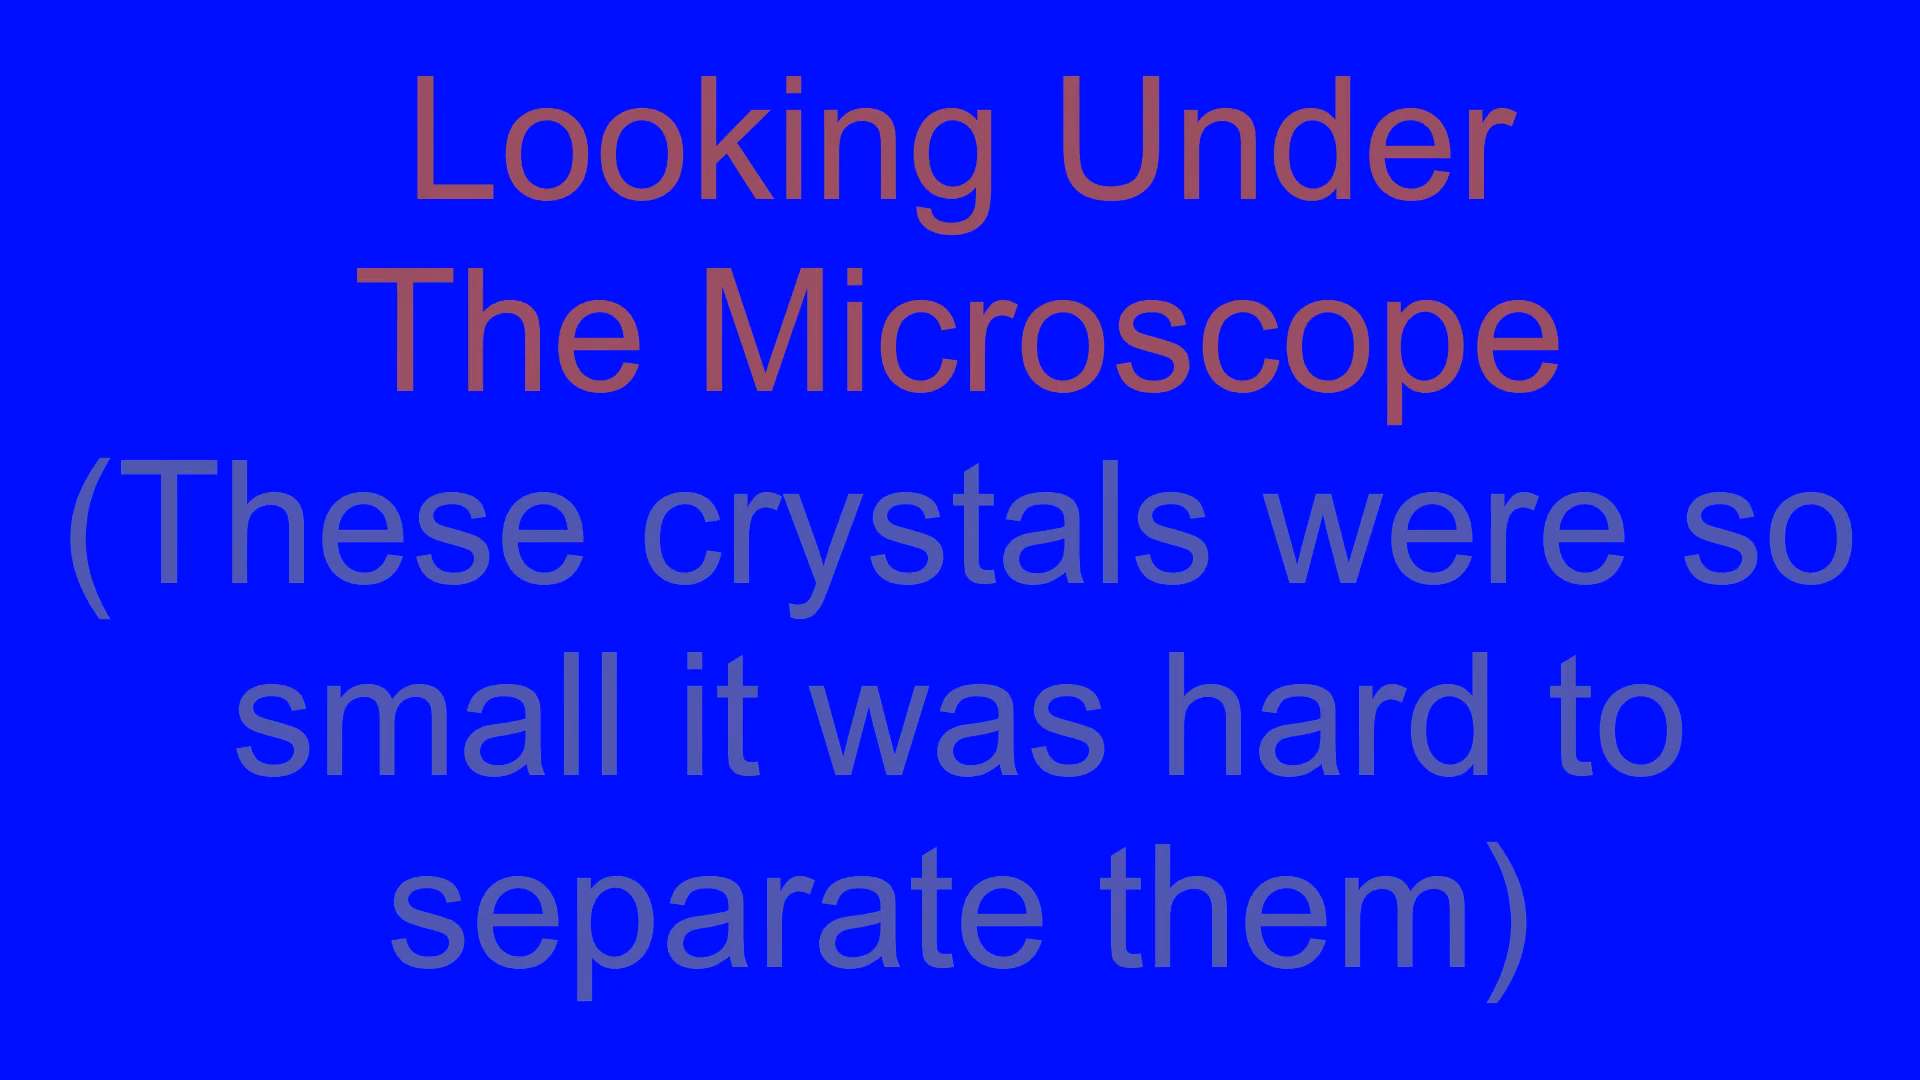 Looking Under
The Microscope
(These crystals were so
small it was hard to
separate them)